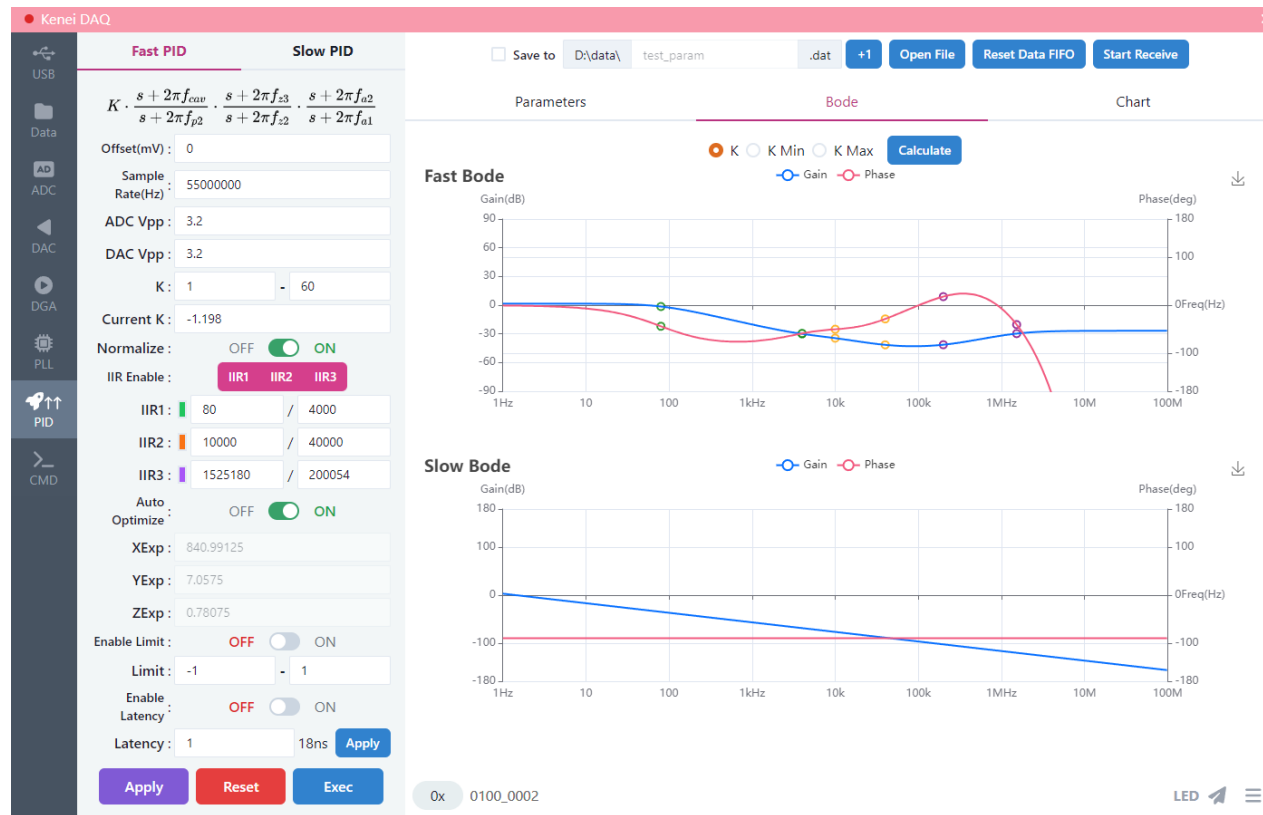 Kenei DAQ
USB
Data
AD
ADC
DAC
DGA
PLL
PID
CMD
Fast PID Slow PID
K · (s + 2πf_cav)/(s + 2πf_p2) · (s + 2πf_z3)/(s + 2πf_z2) · (s + 2πf_a2)/(s + 2πf_a1)
Offset(mV) : 0
Sample Rate(Hz) : 55000000
ADC Vpp : 3.2
DAC Vpp : 3.2
K : 1 - 60
Current K : -1.198
Normalize : OFF ON
IIR Enable : IIR1 IIR2 IIR3
IIR1 : 80 / 4000
IIR2 : 10000 / 40000
IIR3 : 1525180 / 200054
Auto Optimize : OFF ON
XExp : 840.99125
YExp : 7.0575
ZExp : 0.78075
Enable Limit : OFF ON
Limit : -1 - 1
Enable Latency : OFF ON
Latency : 1 18ns Apply
Apply Reset Exec
Save to D:\data\ test_param .dat +1 Open File Reset Data FIFO Start Receive
Parameters Bode Chart
K K Min K Max Calculate
Fast Bode
Gain Phase
Gain(dB) Phase(deg)
90 180
60
100
30
0 0Freq(Hz)
-30
-100
-60
-90 -180
1Hz 10 100 1kHz 10k 100k 1MHz 10M 100M
Slow Bode
Gain Phase
Gain(dB) Phase(deg)
180 180
100 100
0 0Freq(Hz)
-100 -100
-180 -180
1Hz 10 100 1kHz 10k 100k 1MHz 10M 100M
0x 0100_0002
LED